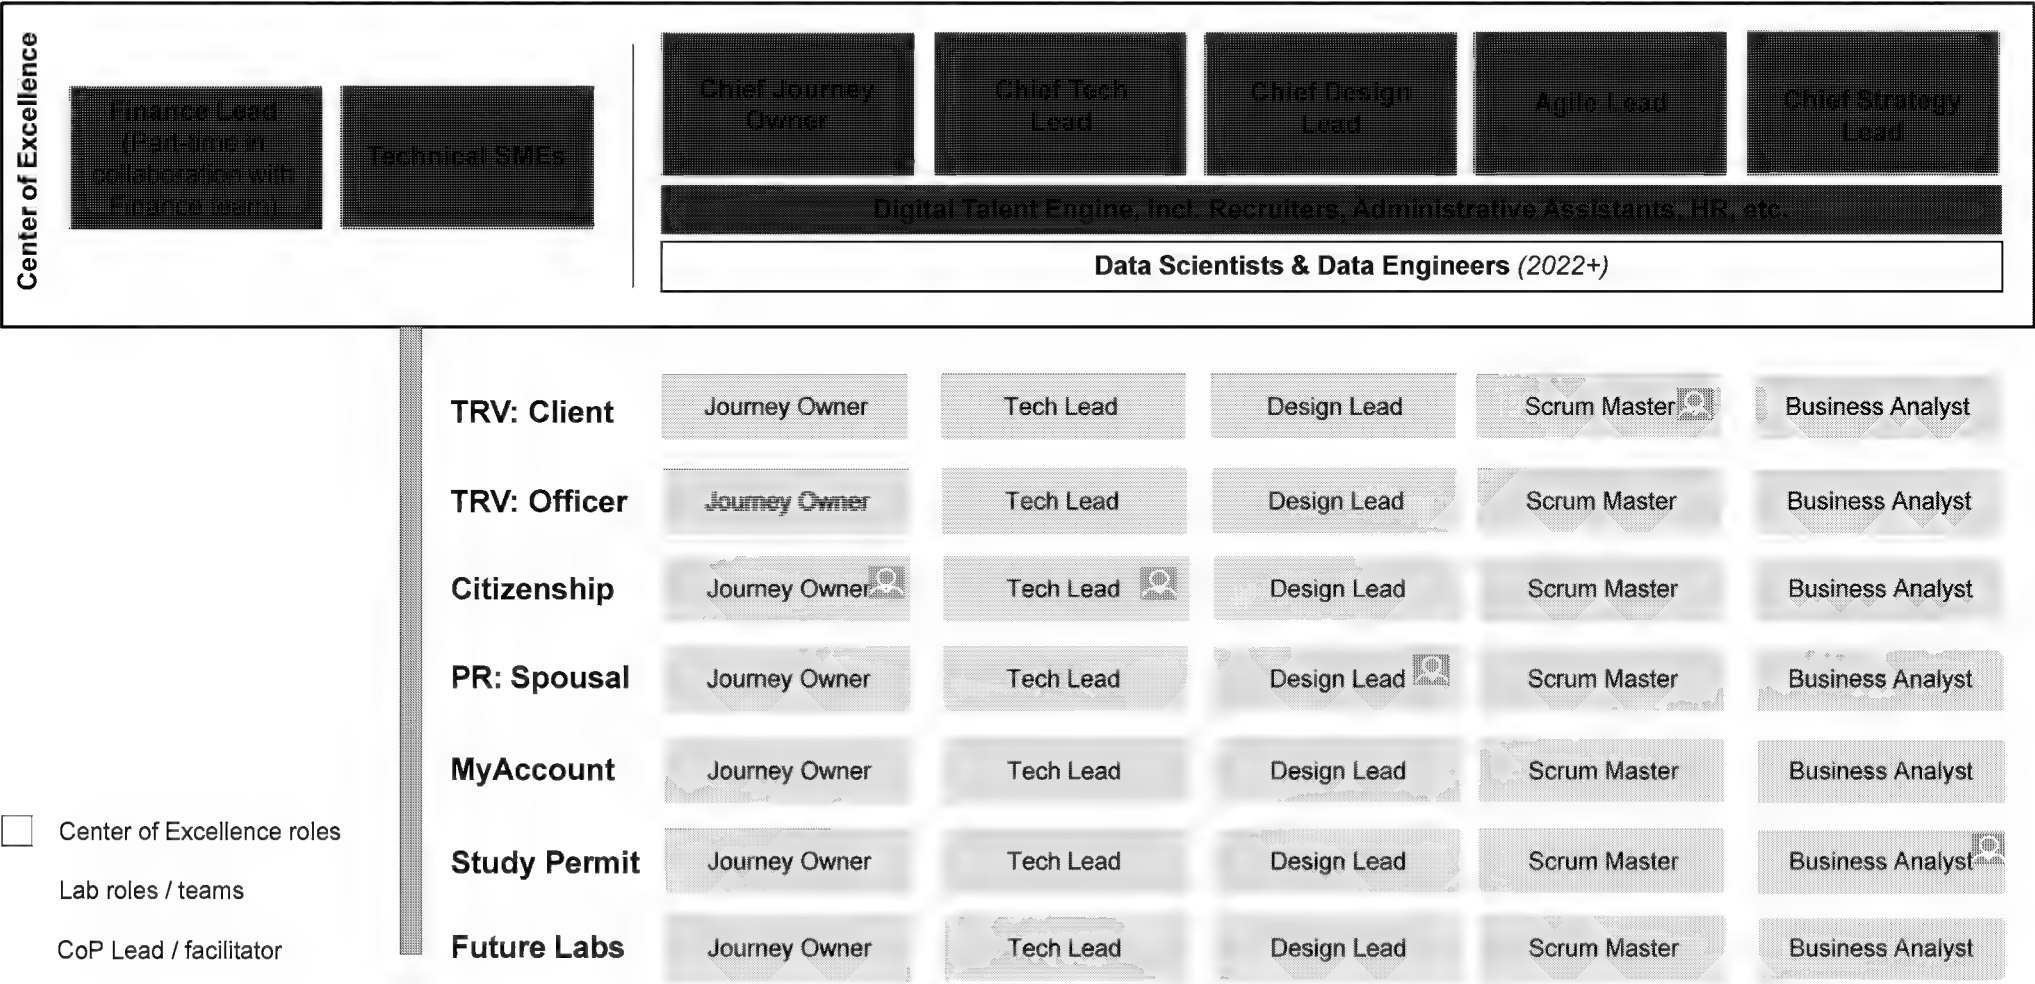 Center of Excellence
Finance Lead
(Part-time in
collaboration with
Finance team)
Technical SMEs
Chief Journey
Owner
Chief Tech
Lead
Chief Design
Lead
Agile Lead
Chief Strategy
Lead
Digital Talent Engine, incl. Recruiters, Administrative Assistants, HR, etc.
Data Scientists & Data Engineers (2022+)
TRV: Client
Journey Owner
Tech Lead
Design Lead
Scrum Master
Business Analyst
TRV: Officer
Journey Owner
Tech Lead
Design Lead
Scrum Master
Business Analyst
Citizenship
Journey Owner
Tech Lead
Design Lead
Scrum Master
Business Analyst
PR: Spousal
Journey Owner
Tech Lead
Design Lead
Scrum Master
Business Analyst
MyAccount
Journey Owner
Tech Lead
Design Lead
Scrum Master
Business Analyst
Study Permit
Journey Owner
Tech Lead
Design Lead
Scrum Master
Business Analyst
Future Labs
Journey Owner
Tech Lead
Design Lead
Scrum Master
Business Analyst
Center of Excellence roles
Lab roles / teams
CoP Lead / facilitator